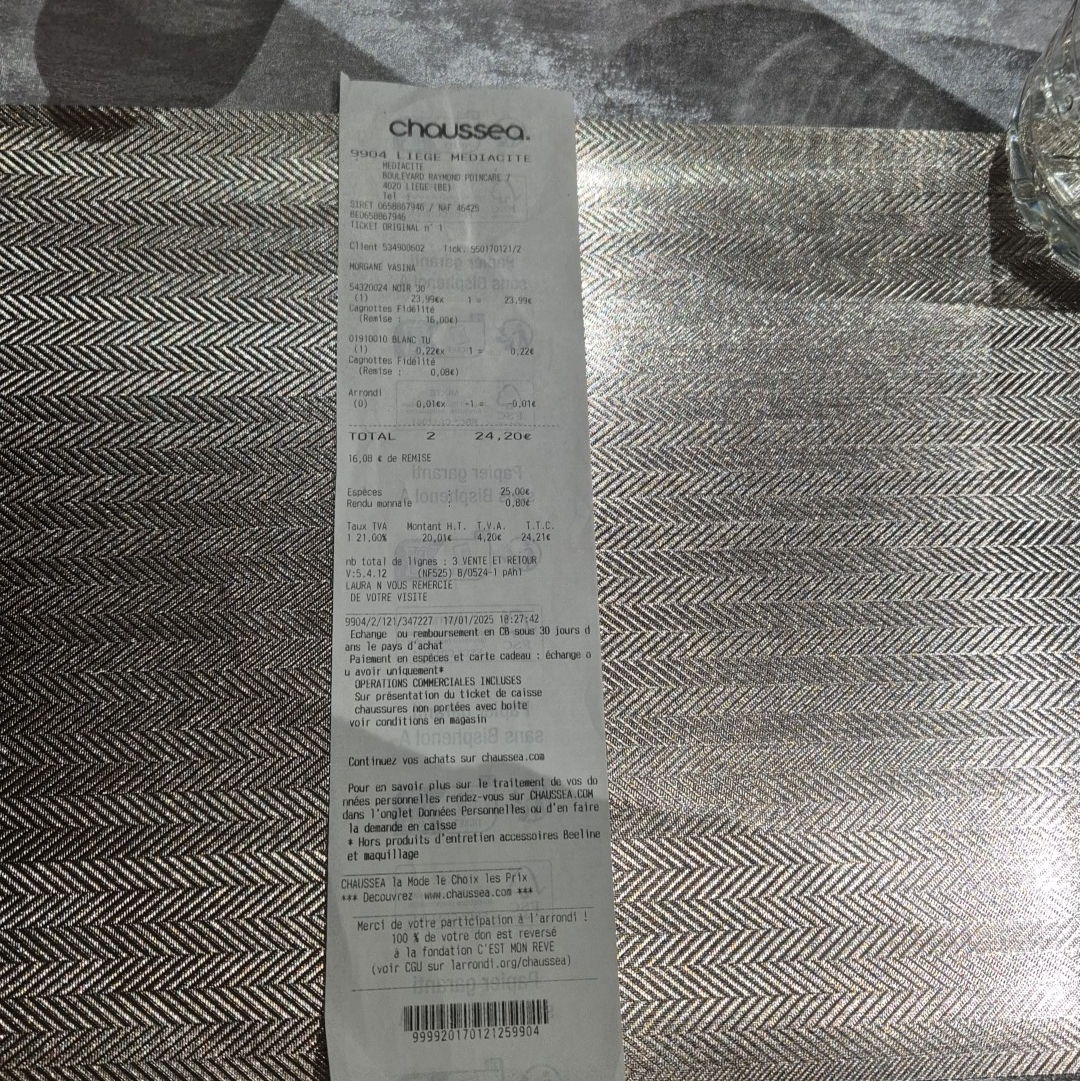 chaussea.
9904 LIEGE MEDIACITE
MEDIACITE
BOULEVARD RAYMOND POINCARE 7
4020 LIEGE (BE)
Tel :
SIRET 0658867946 / NAF 46425
BE0658867946
TICKET ORIGINAL n° 1
Client 534900602 Tick. 550170121/2
MORGANE VASINA
54320024 NOIR 30
(1) 23,99€x 1 = 23,99€
Cagnottes Fidélité
(Remise : 16,00€)
01910010 BLANC TU
(1) 0,22€x 1 = 0,22€
Cagnottes Fidélité
(Remise : 0,08€)
Arrondi
(0) 0,01€x -1 = -0,01€
TOTAL 2 24,20€
16,08 € de REMISE
Espèces : 25,00€
Rendu monnaie : 0,80€
Taux TVA Montant H.T. T.V.A. T.T.C.
1 21,00% 20,01€ 4,20€ 24,21€
nb total de lignes : 3 VENTE ET RETOUR
V:5.4.12 (NF525) B/0524-1 pAh1
LAURA N VOUS REMERCIE
DE VOTRE VISITE
9904/2/121/347227 17/01/2025 18:27:42
Echange ou remboursement en CB sous 30 jours d
ans le pays d'achat
Paiement en espèces et carte cadeau : échange o
u avoir uniquement*
OPERATIONS COMMERCIALES INCLUSES
Sur présentation du ticket de caisse
chaussures non portées avec boite
voir conditions en magasin
Continuez vos achats sur chaussea.com
Pour en savoir plus sur le traitement de vos do
nnées personnelles rendez-vous sur CHAUSSEA.COM
dans l'onglet Données Personnelles ou d'en faire
la demande en caisse
* Hors produits d'entretien accessoires Beeline
et maquillage
CHAUSSEA la Mode le Choix les Prix
*** Decouvrez www.chaussea.com ***
Merci de votre participation à l'arrondi !
100 % de votre don est reversé
à la fondation C'EST MON REVE
(voir CGU sur larrondi.org/chaussea)
999920170121259904